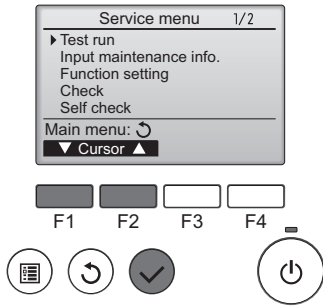 Service menu 1/2
Test run
Input maintenance info.
Function setting
Check
Self check
Main menu:
Cursor
F1 F2 F3 F4